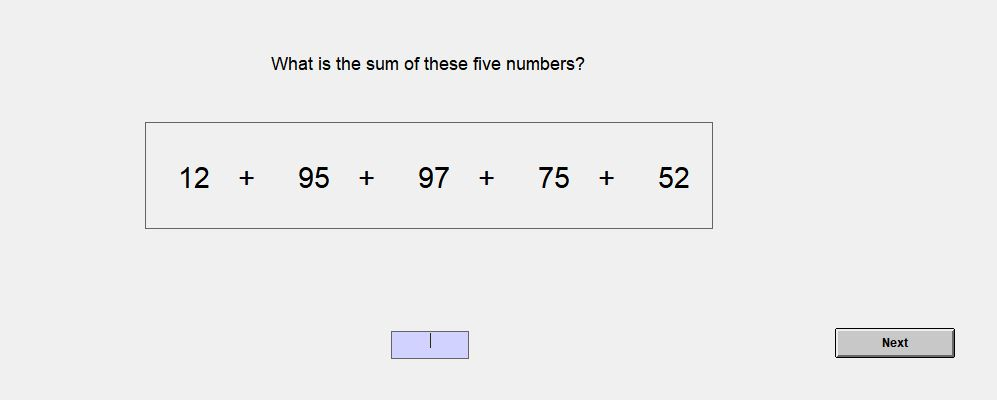 What is the sum of these five numbers?
12 + 95 + 97 + 75 + 52
Next